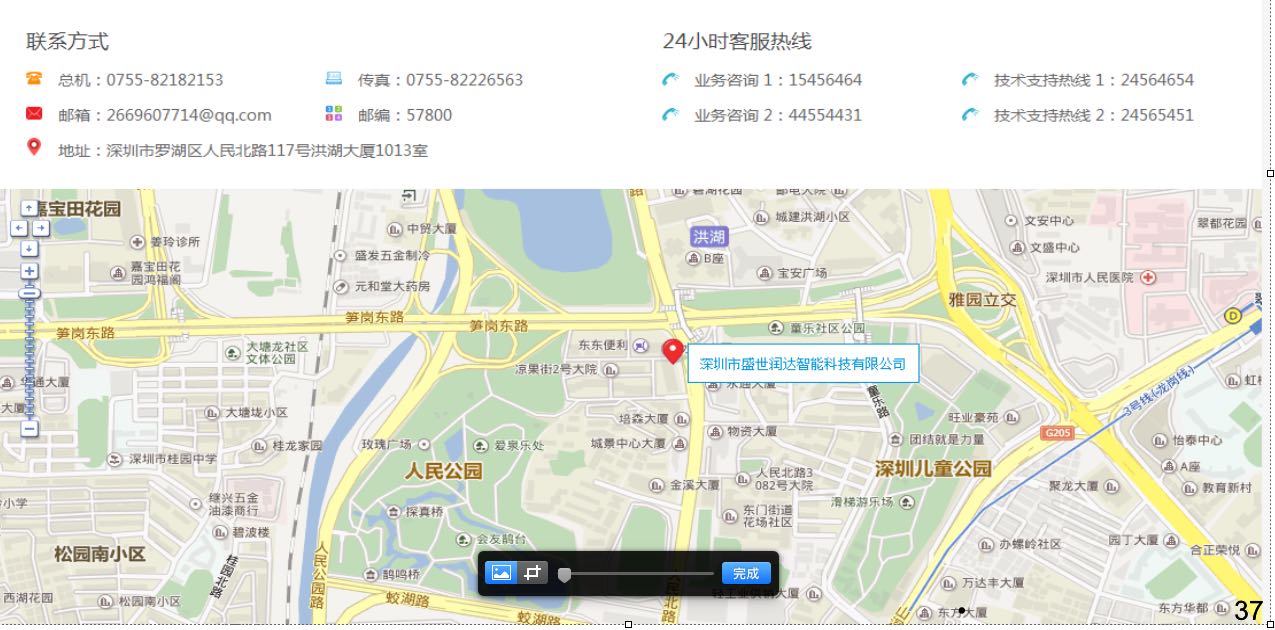 联系方式
24小时客服热线
总机：0755-82182153
传真：0755-82226563
业务咨询 1：15456464
技术支持热线 1：24564654
邮箱：2669607714@qq.com
邮编：57800
业务咨询 2：44554431
技术支持热线 2：24565451
地址：深圳市罗湖区人民北路117号洪湖大厦1013室
嘉宝田花园
中贸大厦
城建洪湖小区
文安中心
翠都花园
洪湖
姜玲诊所
盛发五金制冷
B座
文盛中心
嘉宝田花
园鸿福阁
宝安广场
深圳市人民医院
元和堂大药房
雅园立交
笋岗东路
笋岗东路
笋岗东路
童乐社区公园
D
大塘龙社区
文体公园
东东便利
深圳市盛世润达智能科技有限公司
凉果街2号大院
3号线(龙岗线)
童乐路
大塘垅小区
培森大厦
旺业豪苑
物资大厦
G205
团结就是力量
怡泰中心
桂龙家园
玫瑰广场
爱泉乐处
城景中心大厦
深圳市桂园中学
人民公园
深圳儿童公园
A座
人民北路3
082号大院
金溪大厦
聚龙大厦
教育新村
继兴五金
油漆商行
滑梯游乐场
探真桥
东门街道
花场社区
碧波楼
会友鹊台
办螺岭社区
园丁大厦
合正荣悦
松园南小区
桂园北路
人民公园路
鹊鸣桥
完成
万达丰大厦
西湖花园
松园南小区
蛟湖路
蛟湖路
东方大厦
东方华都
37